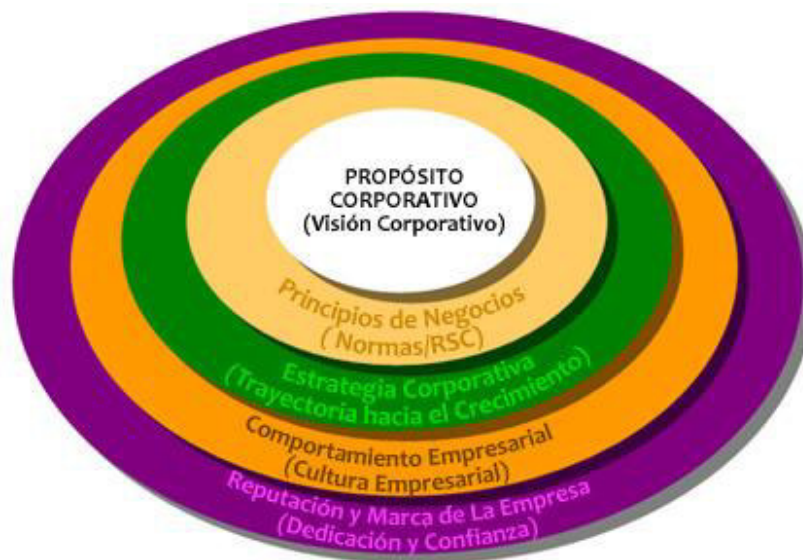 PROPÓSITO
CORPORATIVO
(Visión Corporativo)
Principios de Negocios
( Normas/RSC)
Estrategia Corporativa
(Trayectoria hacia el Crecimiento)
Comportamiento Empresarial
(Cultura Empresarial)
Reputación y Marca de La Empresa
(Dedicación y Confianza)